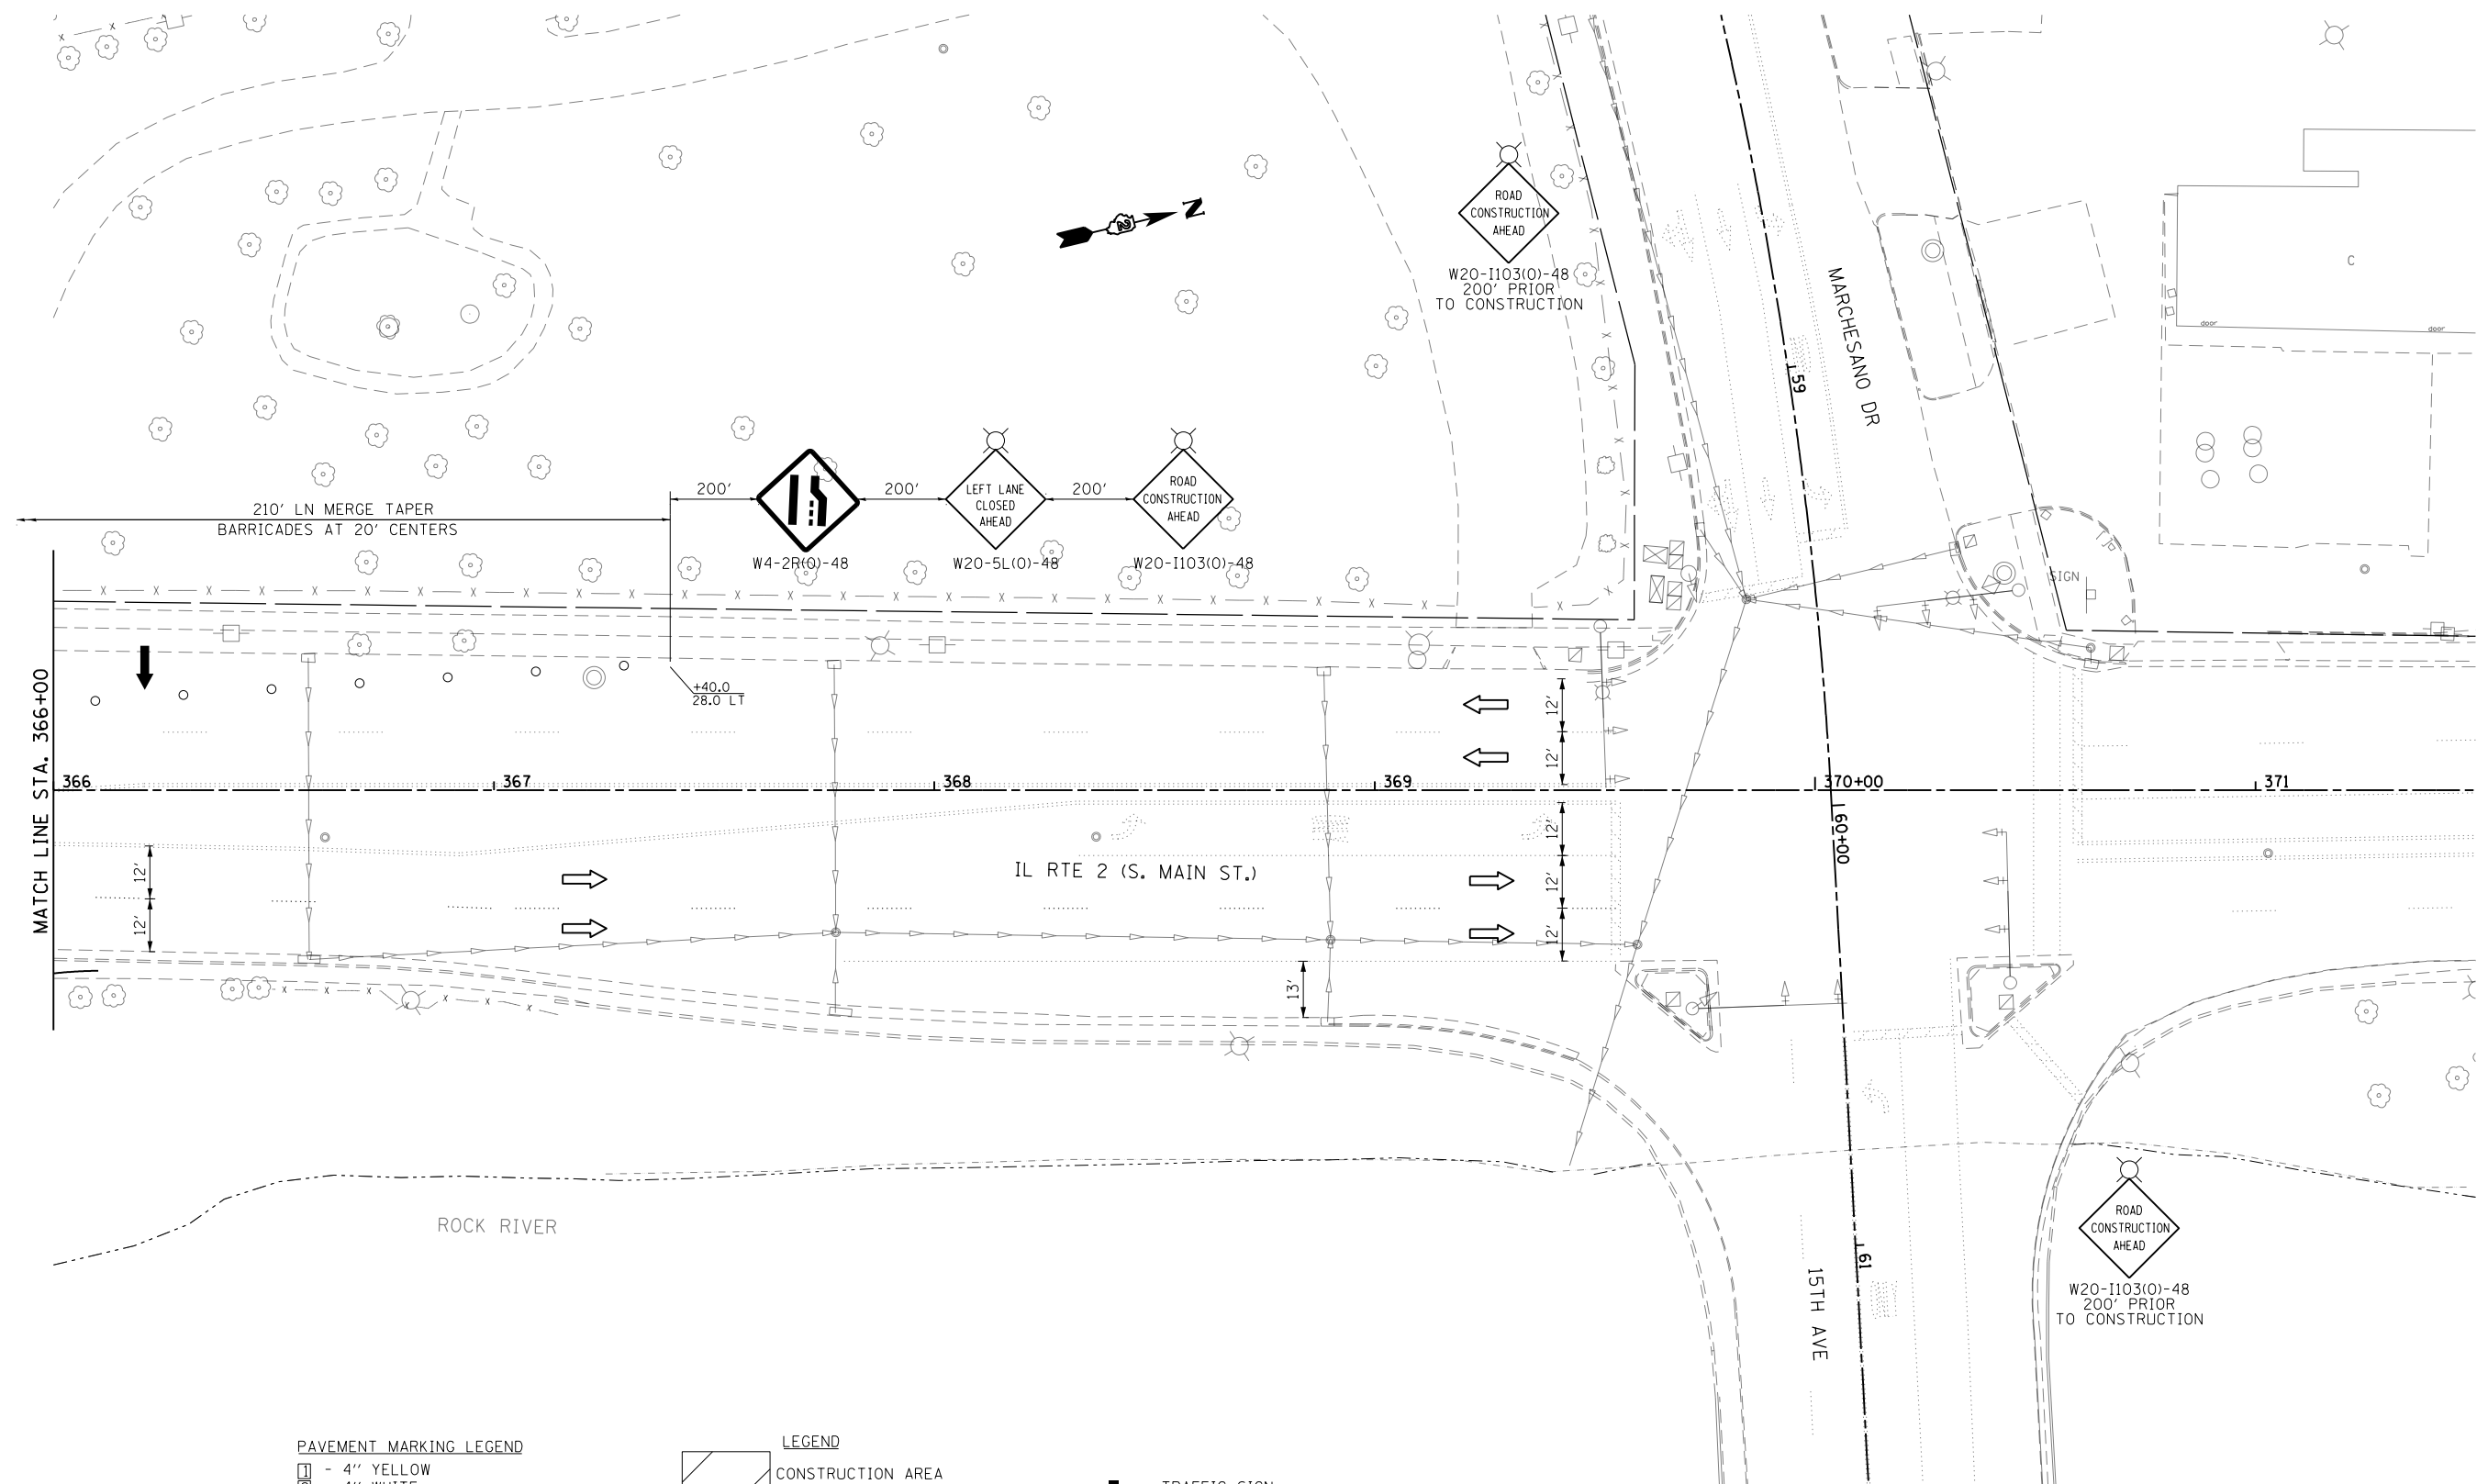 N
2
ROAD
CONSTRUCTION
AHEAD
W20-I103(O)-48
200' PRIOR
TO CONSTRUCTION
MARCHESANO DR
59
C
door
door
210' LN MERGE TAPER
BARRICADES AT 20' CENTERS
200'
200'
200'
LEFT LANE
CLOSED
AHEAD
ROAD
CONSTRUCTION
AHEAD
W4-2R(O)-48
W20-5L(O)-48
W20-I103(O)-48
SIGN
+40.0
28.0 LT
MATCH LINE STA. 366+00
12'
12'
366
367
368
369
370+00
371
60+00
12'
12'
12'
12'
12'
IL RTE 2 (S. MAIN ST.)
13'
ROCK RIVER
15TH AVE
61
ROAD
CONSTRUCTION
AHEAD
W20-I103(O)-48
200' PRIOR
TO CONSTRUCTION
PAVEMENT MARKING LEGEND
1 - 4" YELLOW
LEGEND
CONSTRUCTION AREA